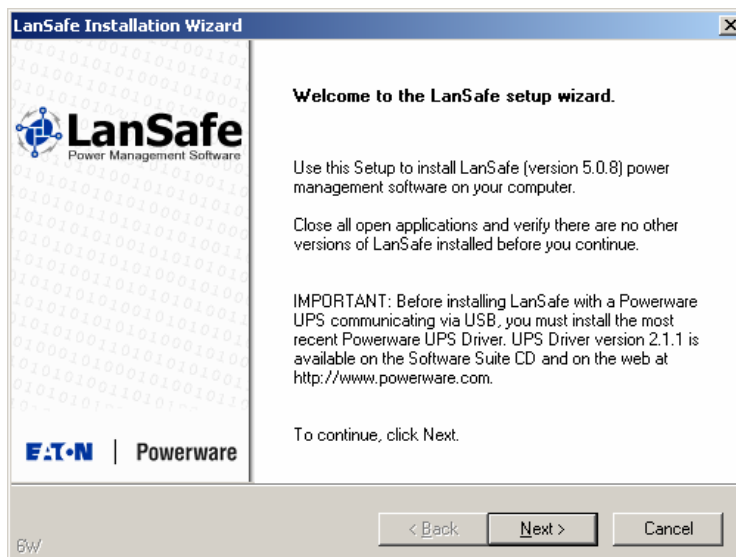 LanSafe Installation Wizard
LanSafe
Power Management Software
Welcome to the LanSafe setup wizard.
Use this Setup to install LanSafe (version 5.0.8) power
management software on your computer.
Close all open applications and verify there are no other
versions of LanSafe installed before you continue.
IMPORTANT: Before installing LanSafe with a Powerware
UPS communicating via USB, you must install the most
recent Powerware UPS Driver. UPS Driver version 2.1.1 is
available on the Software Suite CD and on the web at
http://www.powerware.com.
To continue, click Next.
EATON | Powerware
6W
< Back Next > Cancel